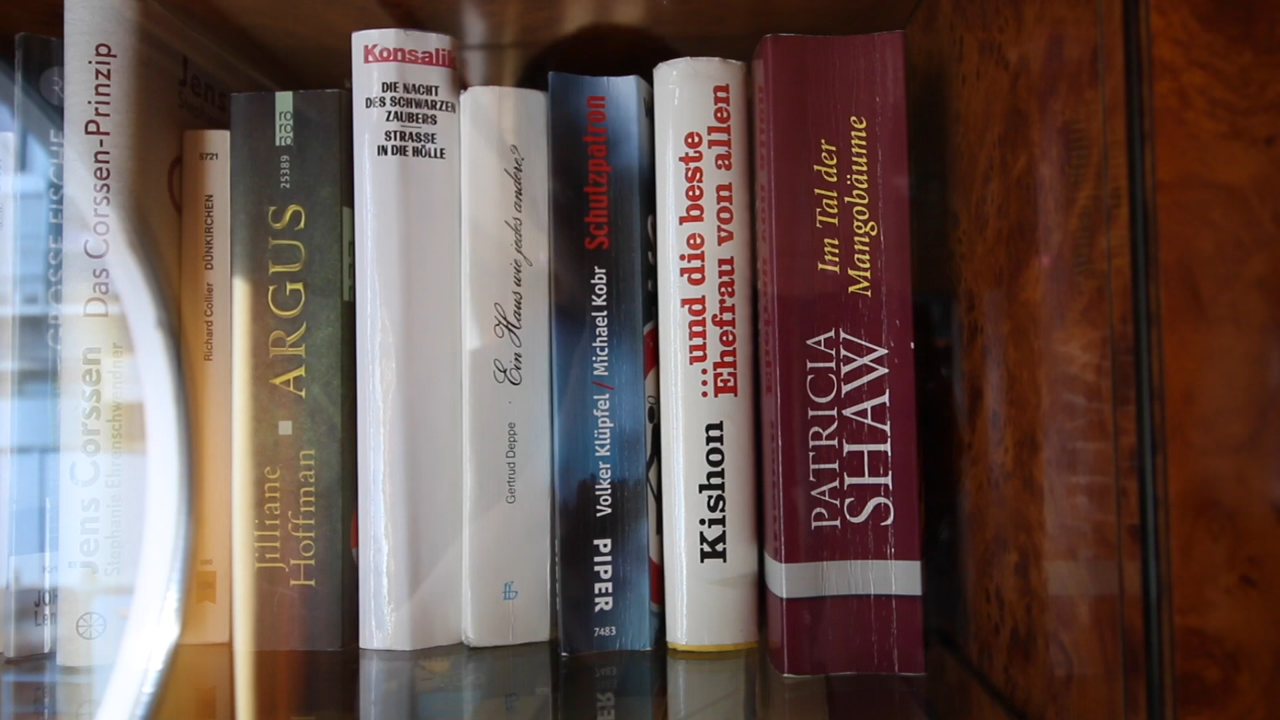 GROSSE FISCHE
Jens Corssen Das Corssen-Prinzip
Stephanie Ehrenschwendner
Jens
5721
Richard Collier DÜNKIRCHEN
25389
Jilliane
Hoffman
ARGUS
Konsalik
DIE NACHT
DES SCHWARZEN
ZAUBERS
STRASSE
IN DIE HÖLLE
Gertrud Deppe · Ein Haus wie jedes andere?
PIPER Volker Klüpfel / Michael Kobr Schutzpatron
7483
Kishon
...und die beste
Ehefrau von allen
PATRICIA
SHAW
Im Tal der
Mangobäume